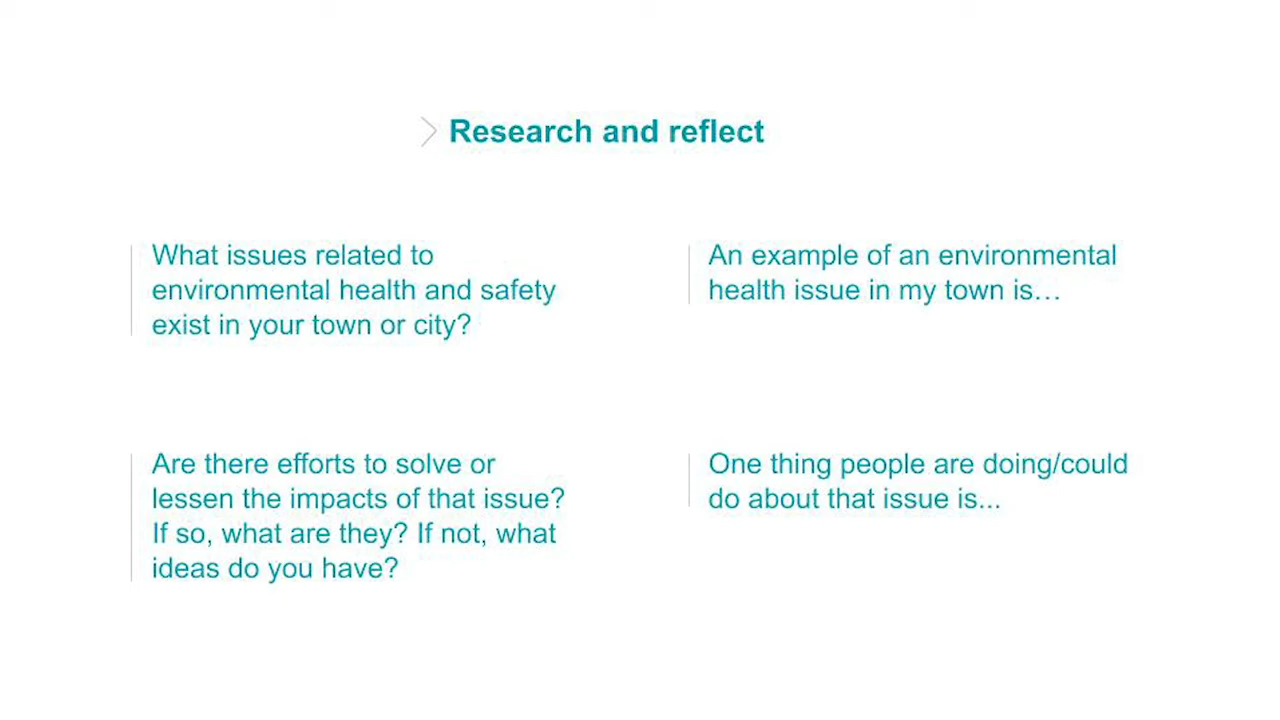 Research and reflect
What issues related to
environmental health and safety
exist in your town or city?
An example of an environmental
health issue in my town is…
Are there efforts to solve or
lessen the impacts of that issue?
If so, what are they? If not, what
ideas do you have?
One thing people are doing/could
do about that issue is...